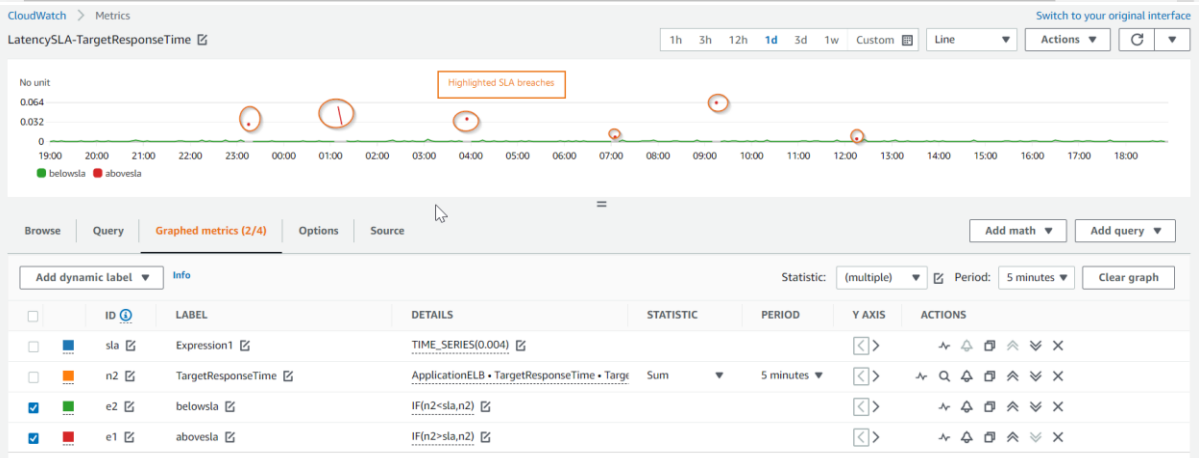 CloudWatch > Metrics
Switch to your original interface
LatencySLA-TargetResponseTime
1h 3h 12h 1d 3d 1w Custom Line Actions
No unit
Highlighted SLA breaches
0.064
0.032
0
19:00 20:00 21:00 22:00 23:00 00:00 01:00 02:00 03:00 04:00 05:00 06:00 07:00 08:00 09:00 10:00 11:00 12:00 13:00 14:00 15:00 16:00 17:00 18:00
belowsla abovesla
Browse Query Graphed metrics (2/4) Options Source Add math Add query
Add dynamic label Info Statistic: (multiple) Period: 5 minutes Clear graph
ID LABEL DETAILS STATISTIC PERIOD Y AXIS ACTIONS
sla Expression1 TIME_SERIES(0.004)
n2 TargetResponseTime ApplicationELB • TargetResponseTime • Targe Sum 5 minutes
e2 belowsla IF(n2<sla,n2)
e1 abovesla IF(n2>sla,n2)